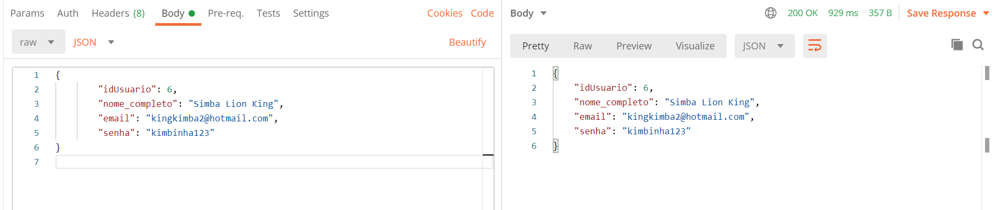 Params Auth Headers (8) Body Pre-req. Tests Settings Cookies Code
raw JSON Beautify
1 {
2 "idUsuario": 6,
3 "nome_completo": "Simba Lion King",
4 "email": "kingkimba2@hotmail.com",
5 "senha": "kimbinha123"
6 }
7
Body 200 OK 929 ms 357 B Save Response
Pretty Raw Preview Visualize JSON
1 {
2 "idUsuario": 6,
3 "nome_completo": "Simba Lion King",
4 "email": "kingkimba2@hotmail.com",
5 "senha": "kimbinha123"
6 }